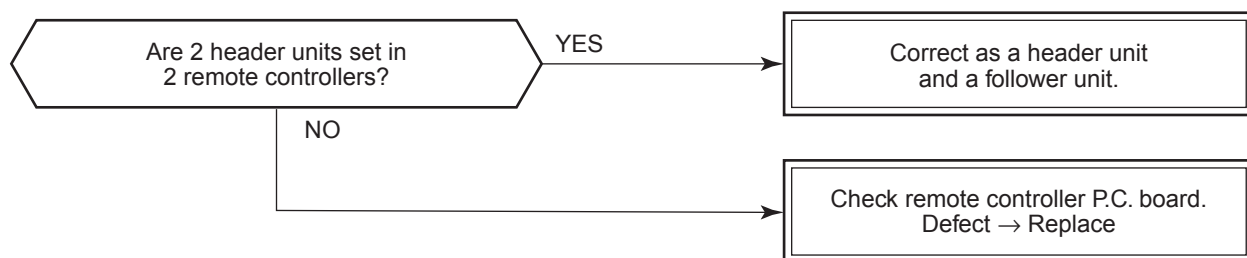 Are 2 header units set in
2 remote controllers?
YES
Correct as a header unit
and a follower unit.
NO
Check remote controller P.C. board.
Defect → Replace